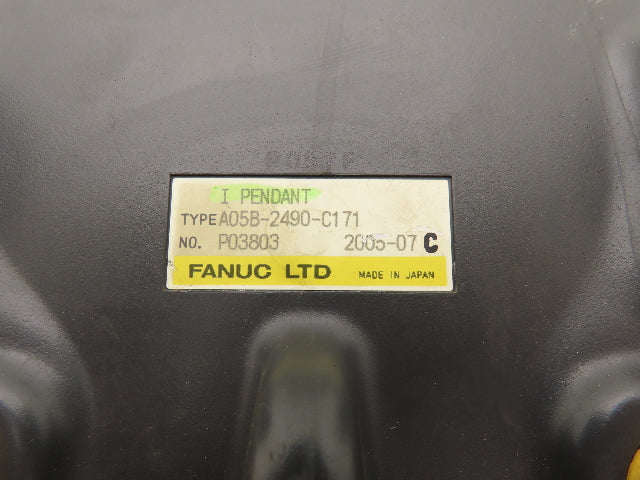 I PENDANT
TYPE A05B-2490-C171
NO. P03803 2005-07 C
FANUC LTD MADE IN JAPAN